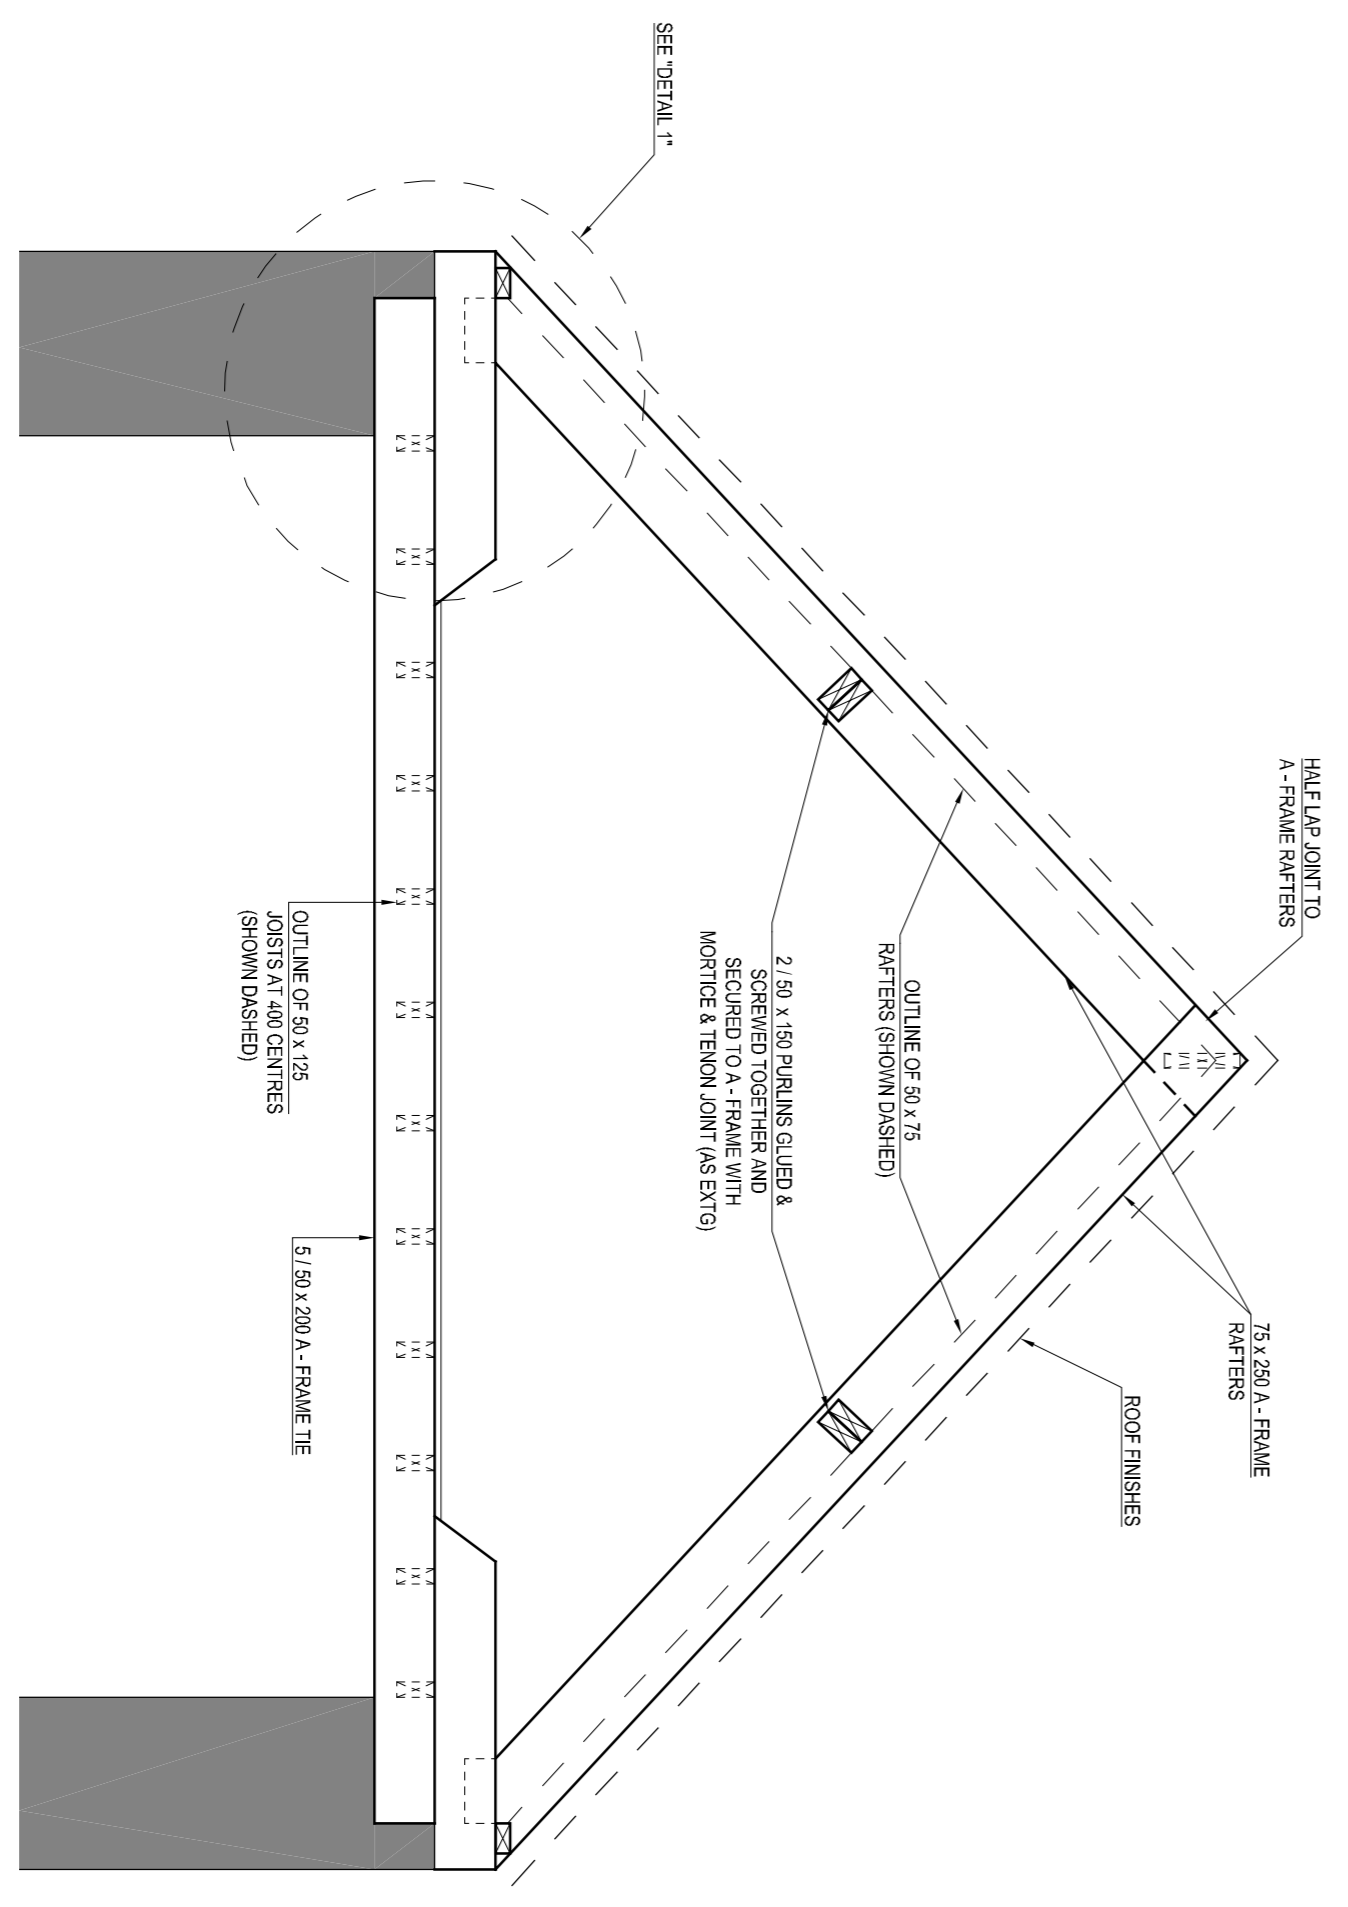 HALF LAP JOINT TO
A - FRAME RAFTERS
75 x 250 A - FRAME
RAFTERS
ROOF FINISHES
OUTLINE OF 50 x 75
RAFTERS (SHOWN DASHED)
2 / 50 x 150 PURLINS GLUED &
SCREWED TOGETHER AND
SECURED TO A - FRAME WITH
MORTICE & TENON JOINT (AS EXTG)
SEE "DETAIL 1"
OUTLINE OF 50 x 125
JOISTS AT 400 CENTRES
(SHOWN DASHED)
5 / 50 x 200 A - FRAME TIE